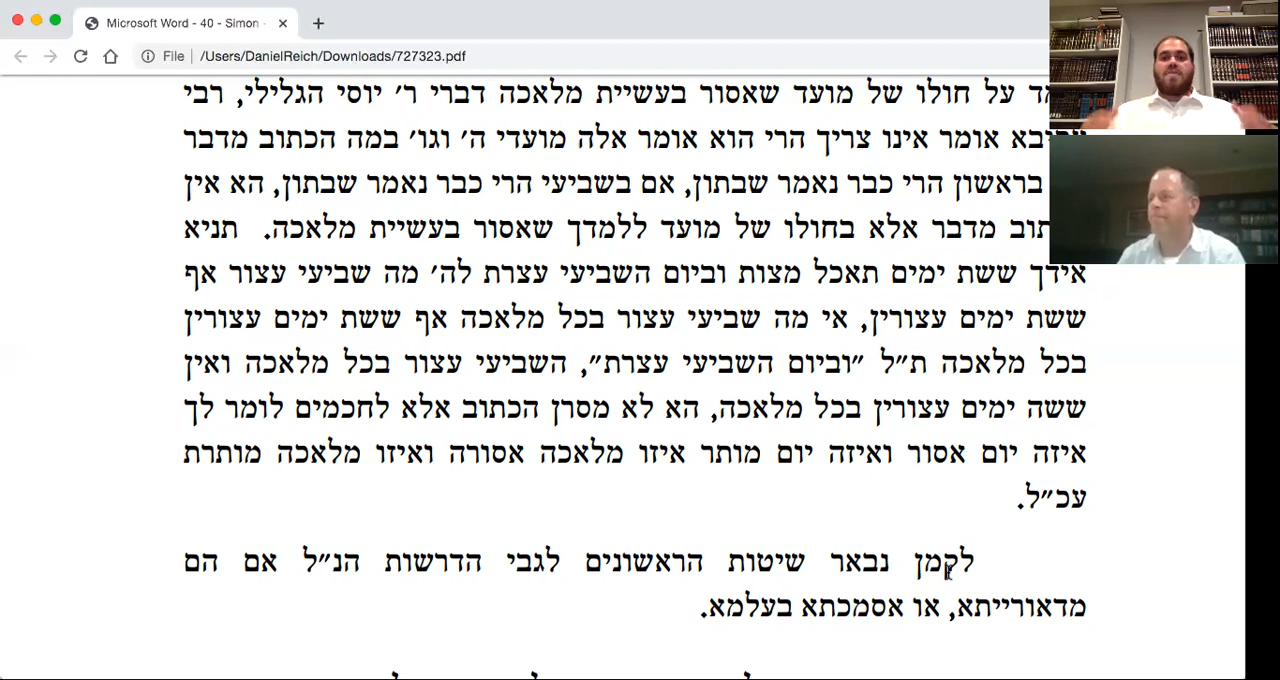 Microsoft Word - 40 - Simon
File /Users/DanielReich/Downloads/727323.pdf
על חולו של מועד שאסור בעשיית מלאכה דברי ר׳ יוסי הגלילי, רבי
אומר אינו צריך הרי הוא אומר אלה מועדי ה׳ וגו׳ במה הכתוב מדבר
בראשון הרי כבר נאמר שבתון, אם בשביעי הרי כבר נאמר שבתון, הא אין
מדבר אלא בחולו של מועד ללמדך שאסור בעשיית מלאכה. תניא
אידך ששת ימים תאכל מצות וביום השביעי עצרת לה׳ מה שביעי עצור אף
ששת ימים עצורין, אי מה שביעי עצור בכל מלאכה אף ששת ימים עצורין
בכל מלאכה ת״ל ״וביום השביעי עצרת״, השביעי עצור בכל מלאכה ואין
ששה ימים עצורין בכל מלאכה, הא לא מסרן הכתוב אלא לחכמים לומר לך
איזה יום אסור ואיזה יום מותר איזו מלאכה אסורה ואיזו מלאכה מותרת
עכ״ל.
לקמן נבאר שיטות הראשונים לגבי הדרשות הנ״ל אם הם
מדאורייתא, או אסמכתא בעלמא.